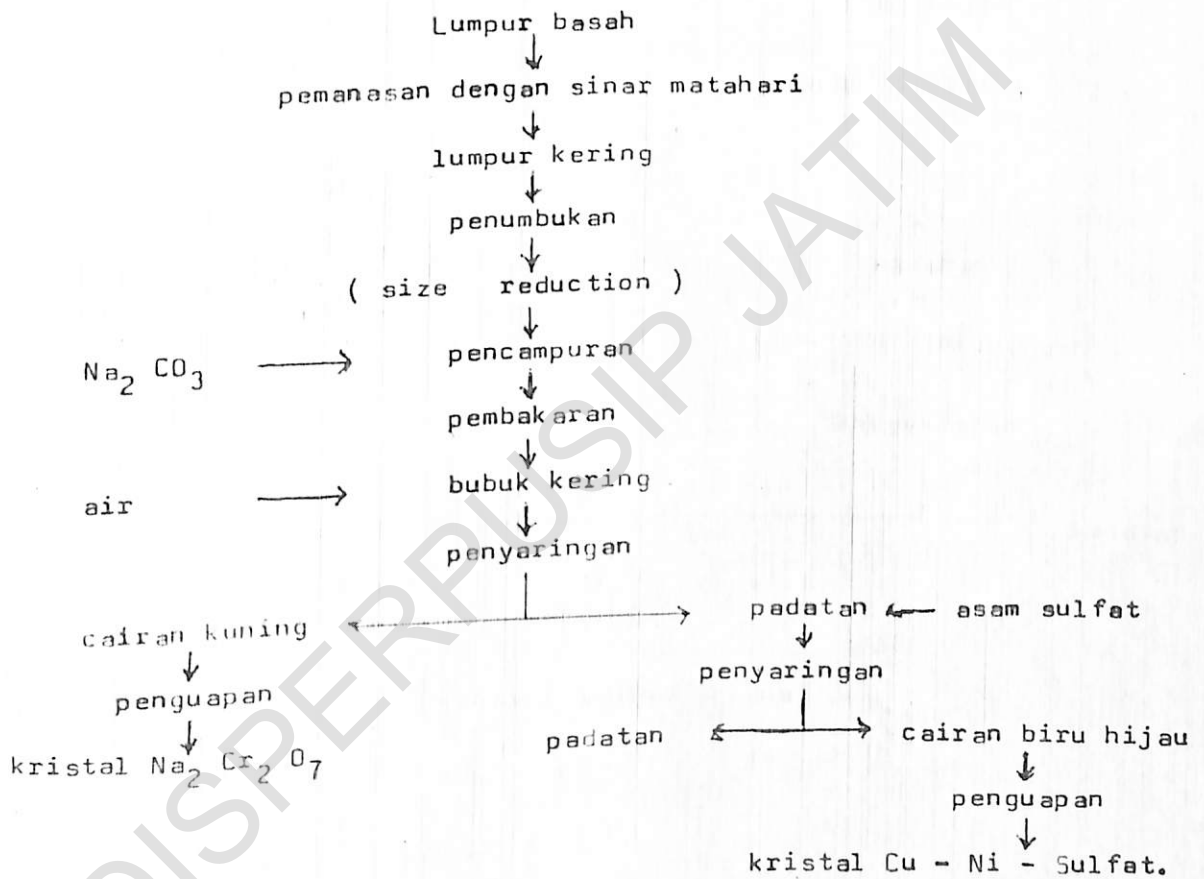 Lumpur basah
pemanasan dengan sinar matahari
lumpur kering
penumbukan
( size reduction )
Na2 CO3 pencampuran
pembakaran
air bubuk kering
penyaringan
cairan kuning padatan asam sulfat
penguapan penyaringan
kristal Na2 Cr2 O7 padatan cairan biru hijau
penguapan
kristal Cu - Ni - Sulfat.
DISPERPUSIP JATIM